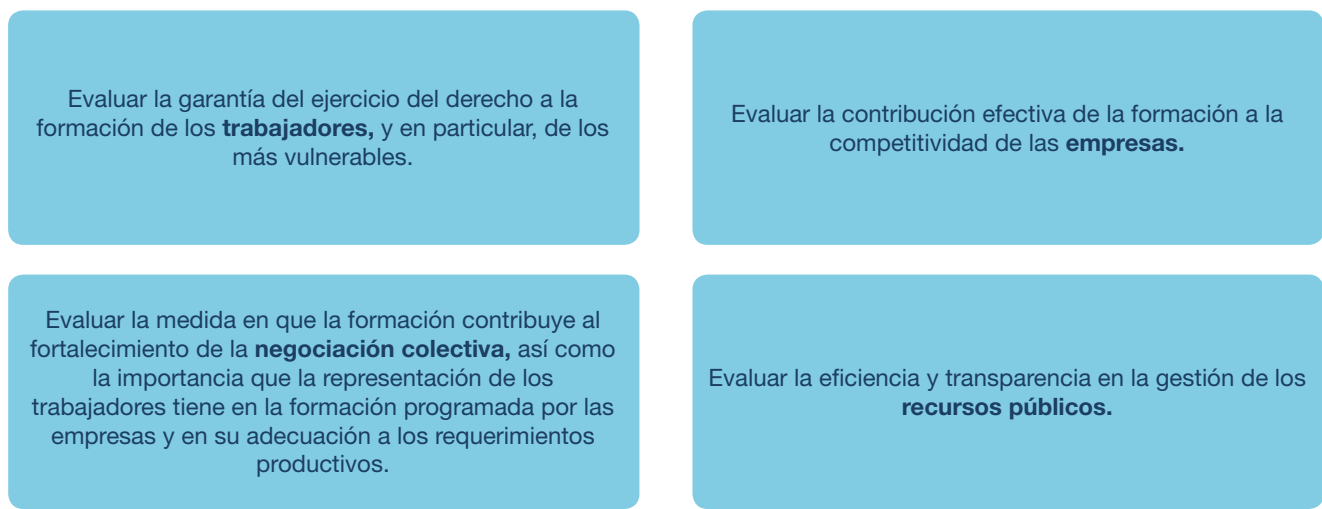 Evaluar la garantía del ejercicio del derecho a la
formación de los trabajadores, y en particular, de los
más vulnerables.
Evaluar la contribución efectiva de la formación a la
competitividad de las empresas.
Evaluar la medida en que la formación contribuye al
fortalecimiento de la negociación colectiva, así como
la importancia que la representación de los
trabajadores tiene en la formación programada por las
empresas y en su adecuación a los requerimientos
productivos.
Evaluar la eficiencia y transparencia en la gestión de los
recursos públicos.